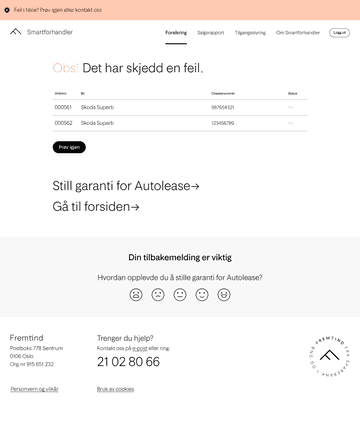 Feil i hbox! Prøv igjen eller kontakt oss
Smartforhandler
Forsikring
Salgsrapport
Tilgangsstyring
Om Smartforhandler
Logg ut
Obs! Det har skjedd en feil.
Ordrenr.
Bil
Chassisnummer
Status
000561 Skoda Superb 987654321
000562 Skoda Superb 123456789
Prøv igjen
Still garanti for Autolease→
Gå til forsiden→
Din tilbakemelding er viktig
Hvordan opplevde du å stille garanti for Autolease?
Fremtind
Postboks 778 Sentrum
0106 Oslo
Org nr 915 651 232
Personvern og vilkår
Trenger du hjelp?
Kontakt oss på e-post eller ring.
21 02 80 66
Bruk av cookies